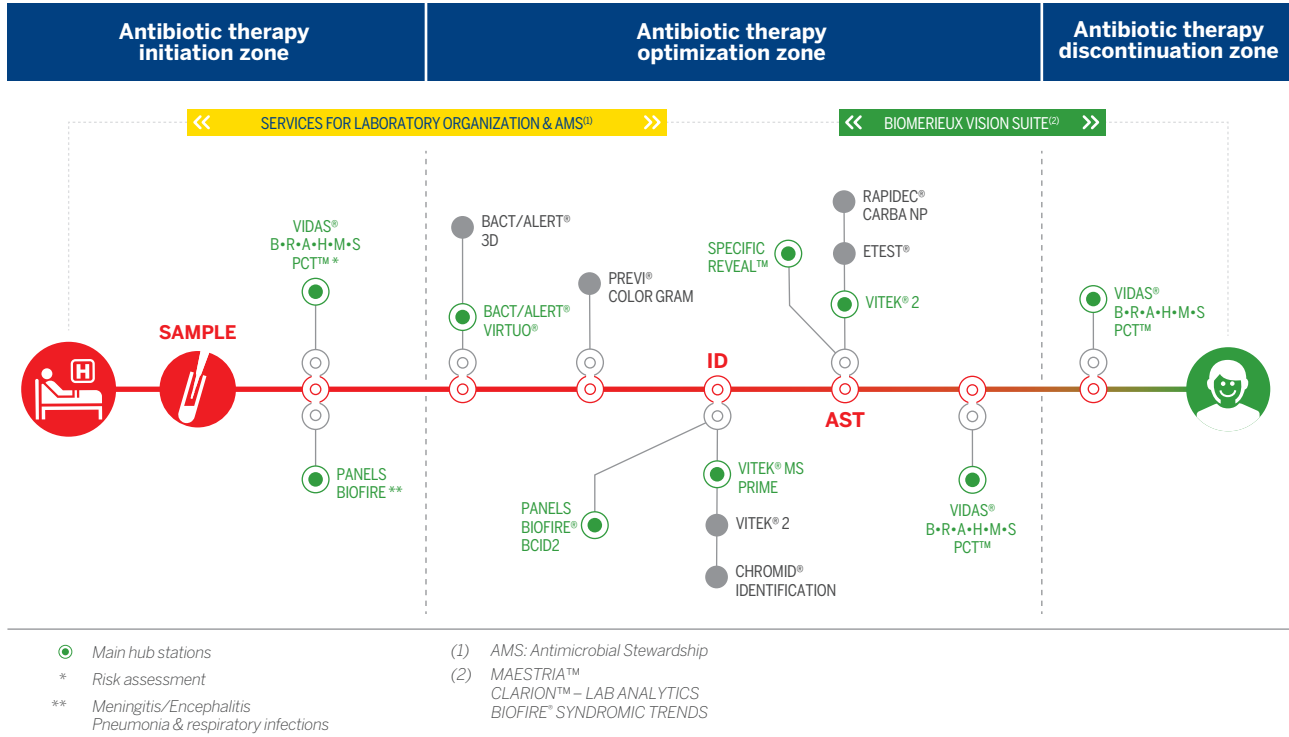 Antibiotic therapy
initiation zone
Antibiotic therapy
optimization zone
Antibiotic therapy
discontinuation zone
SERVICES FOR LABORATORY ORGANIZATION & AMS(1)
BIOMERIEUX VISION SUITE(2)
VIDAS®
B•R•A•H•M•S
PCT™ *
SAMPLE
H
PANELS
BIOFIRE **
BACT/ALERT®
3D
BACT/ALERT®
VIRTUO®
PREVI®
COLOR GRAM
ID
PANELS
BIOFIRE®
BCID2
VITEK® MS
PRIME
VITEK® 2
CHROMID®
IDENTIFICATION
SPECIFIC
REVEAL™
RAPIDEC®
CARBA NP
ETEST®
VITEK® 2
AST
VIDAS®
B•R•A•H•M•S
PCT™
VIDAS®
B•R•A•H•M•S
PCT™
Main hub stations
* Risk assessment
** Meningitis/Encephalitis
Pneumonia & respiratory infections
(1) AMS: Antimicrobial Stewardship
(2) MAESTRIA™
CLARION™ – LAB ANALYTICS
BIOFIRE® SYNDROMIC TRENDS